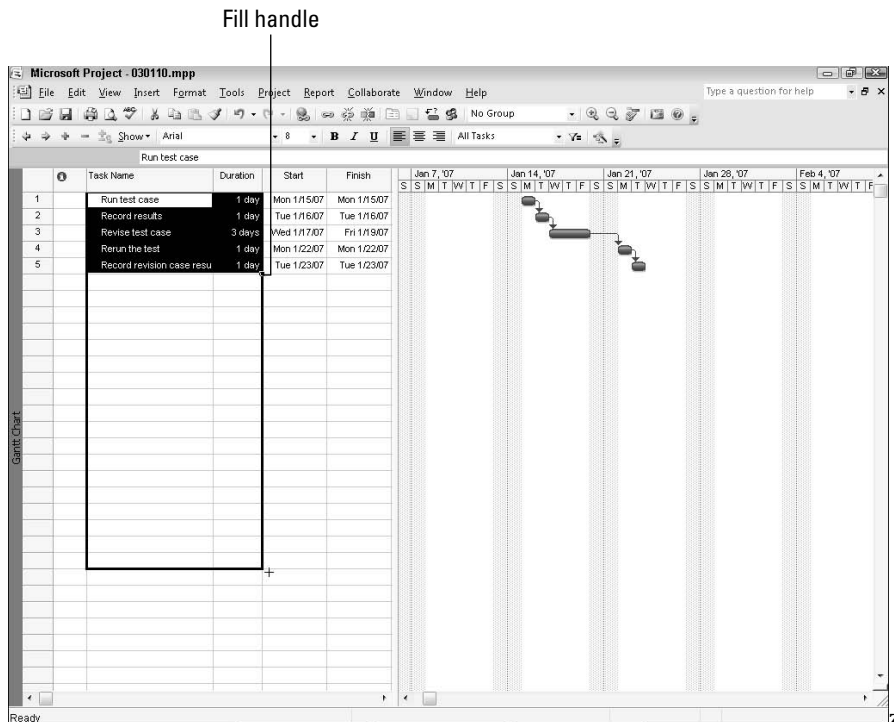 Fill handle
Microsoft Project - 030110.mpp
File Edit View Insert Format Tools Project Report Collaborate Window Help
Type a question for help
No Group
Show Arial 8 B I U All Tasks
Run test case
Task Name Duration Start Finish
Jan 7, '07 Jan 14, '07 Jan 21, '07 Jan 28, '07 Feb 4, '07
S S M T W T F S S M T W T F S S M T W T F S S M T W T F S S M T W T F
1 Run test case 1 day Mon 1/15/07 Mon 1/15/07
2 Record results 1 day Tue 1/16/07 Tue 1/16/07
3 Revise test case 3 days Wed 1/17/07 Fri 1/19/07
4 Rerun the test 1 day Mon 1/22/07 Mon 1/22/07
5 Record revision case resu 1 day Tue 1/23/07 Tue 1/23/07
Gantt Chart
Ready